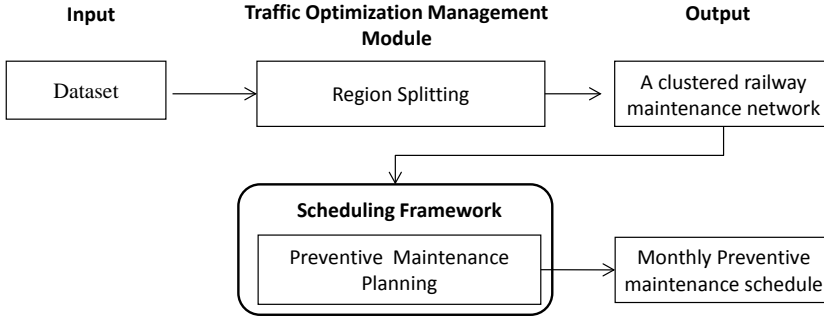 Input
Traffic Optimization Management
Module
Output
Dataset
Region Splitting
A clustered railway
maintenance network
Scheduling Framework
Preventive Maintenance
Planning
Monthly Preventive
maintenance schedule